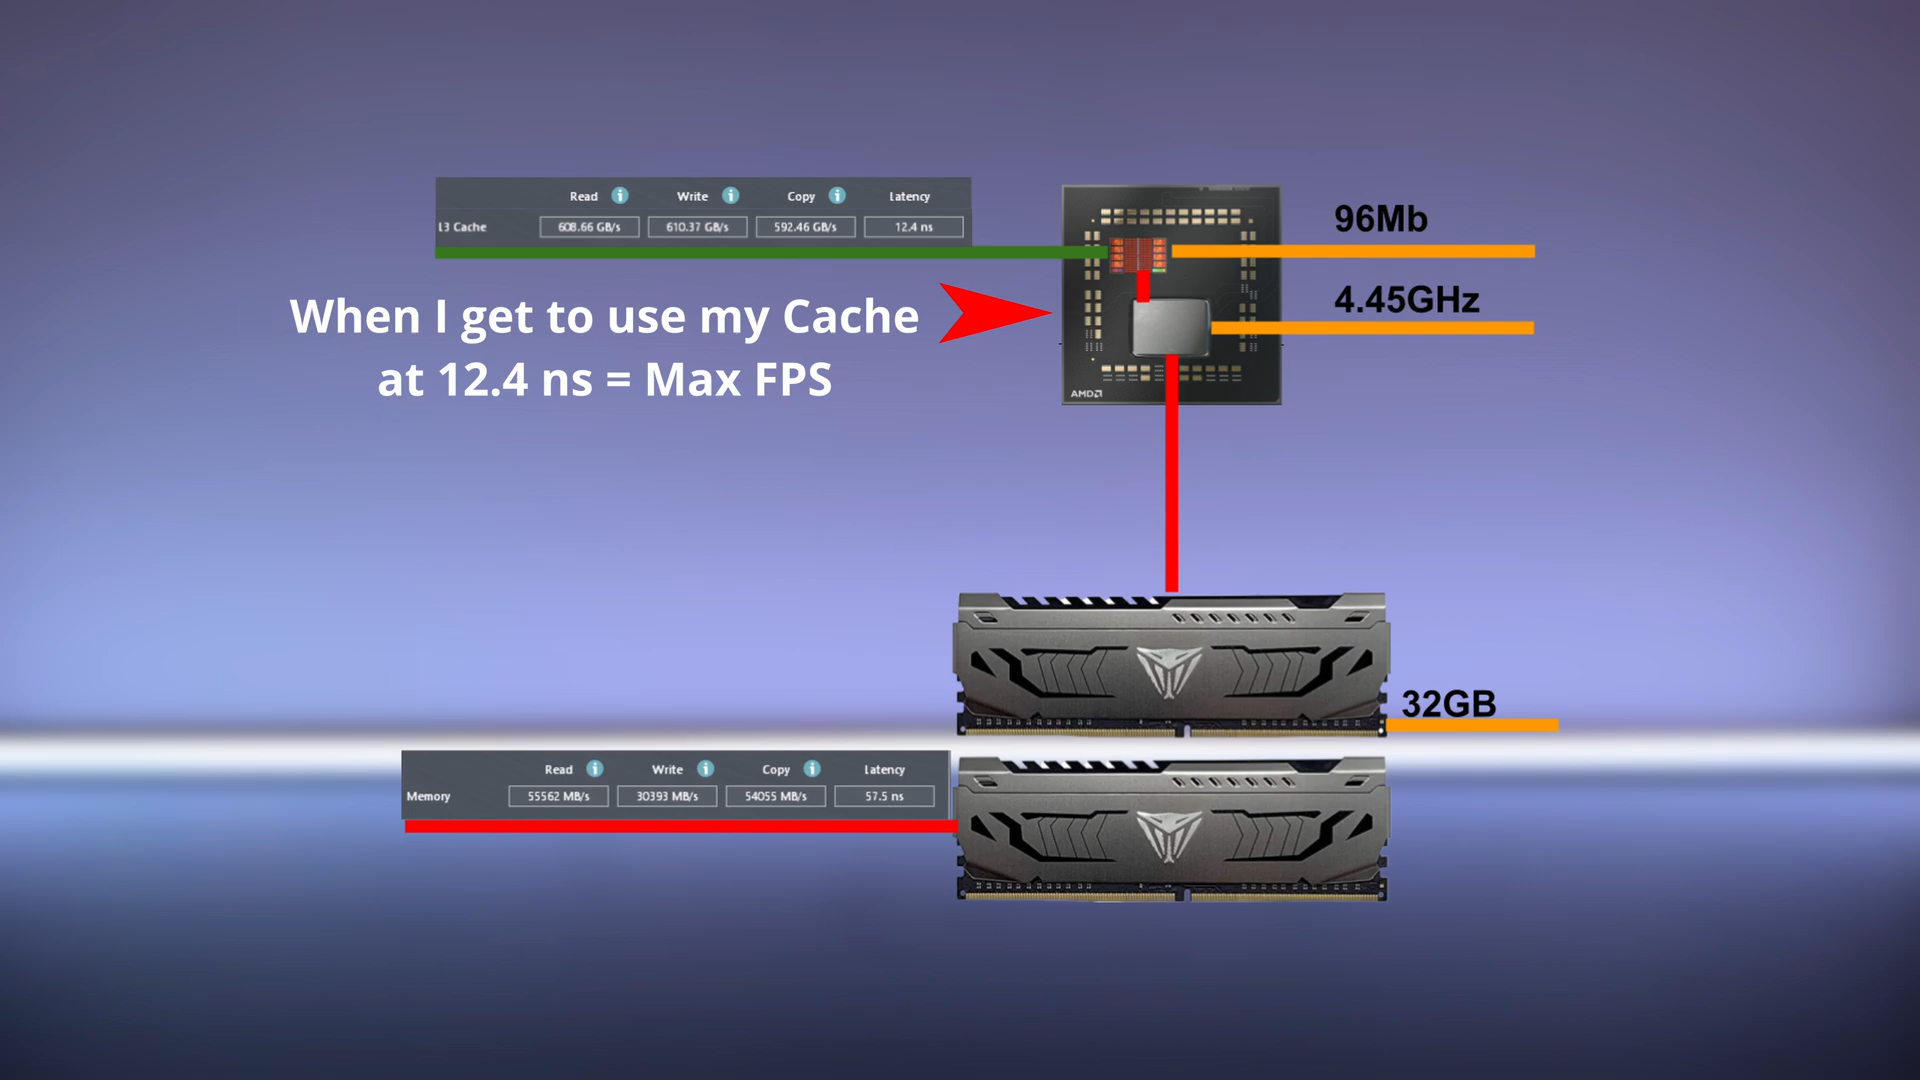 Read Write Copy Latency
L3 Cache 608.66 GB/s 610.37 GB/s 592.46 GB/s 12.4 ns
96Mb
4.45GHz
When I get to use my Cache
at 12.4 ns = Max FPS
AMD
32GB
Read Write Copy Latency
Memory 55562 MB/s 30393 MB/s 54055 MB/s 57.5 ns